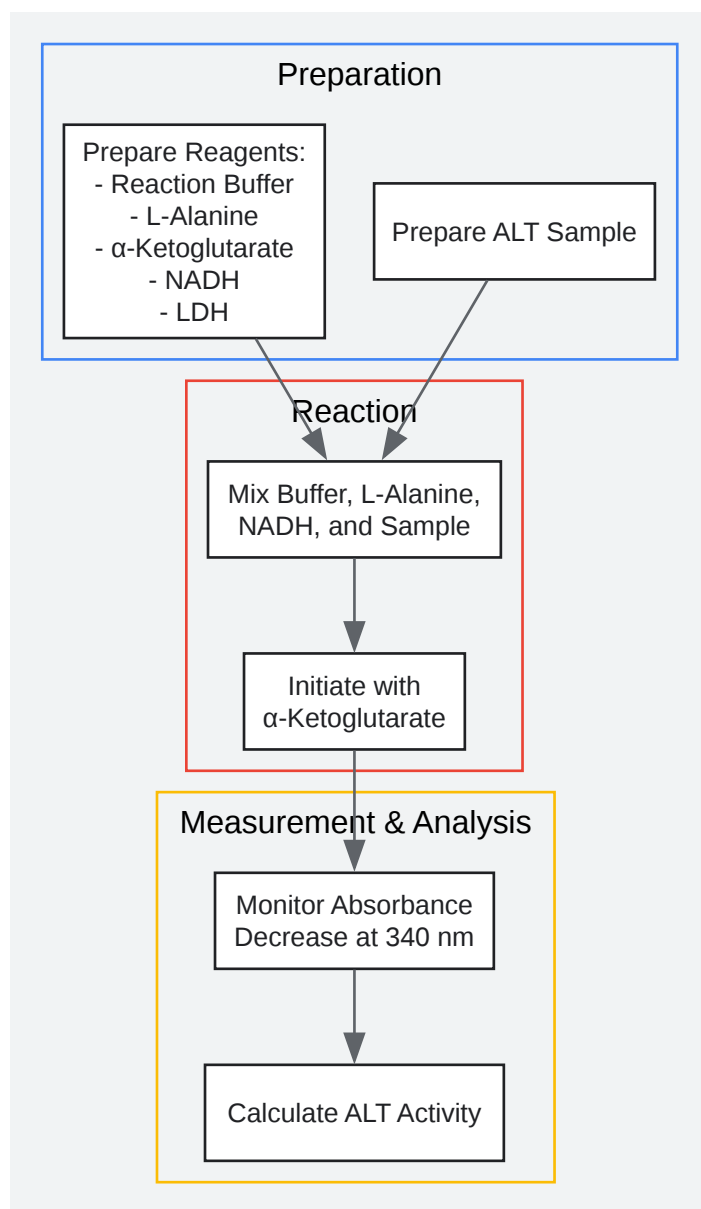 Preparation
Prepare Reagents:
- Reaction Buffer
- L-Alanine
- α-Ketoglutarate
- NADH
- LDH
Prepare ALT Sample
Reaction
Mix Buffer, L-Alanine,
NADH, and Sample
Initiate with
α-Ketoglutarate
Measurement & Analysis
Monitor Absorbance
Decrease at 340 nm
Calculate ALT Activity